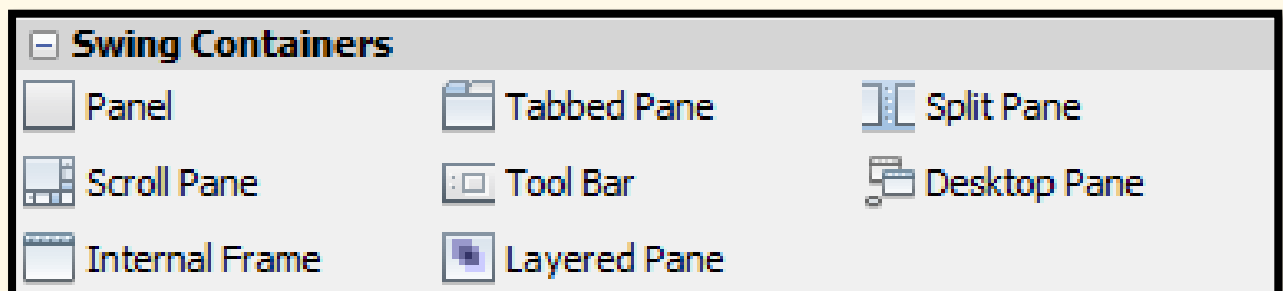 Swing Containers
Panel Tabbed Pane Split Pane
Scroll Pane Tool Bar Desktop Pane
Internal Frame Layered Pane